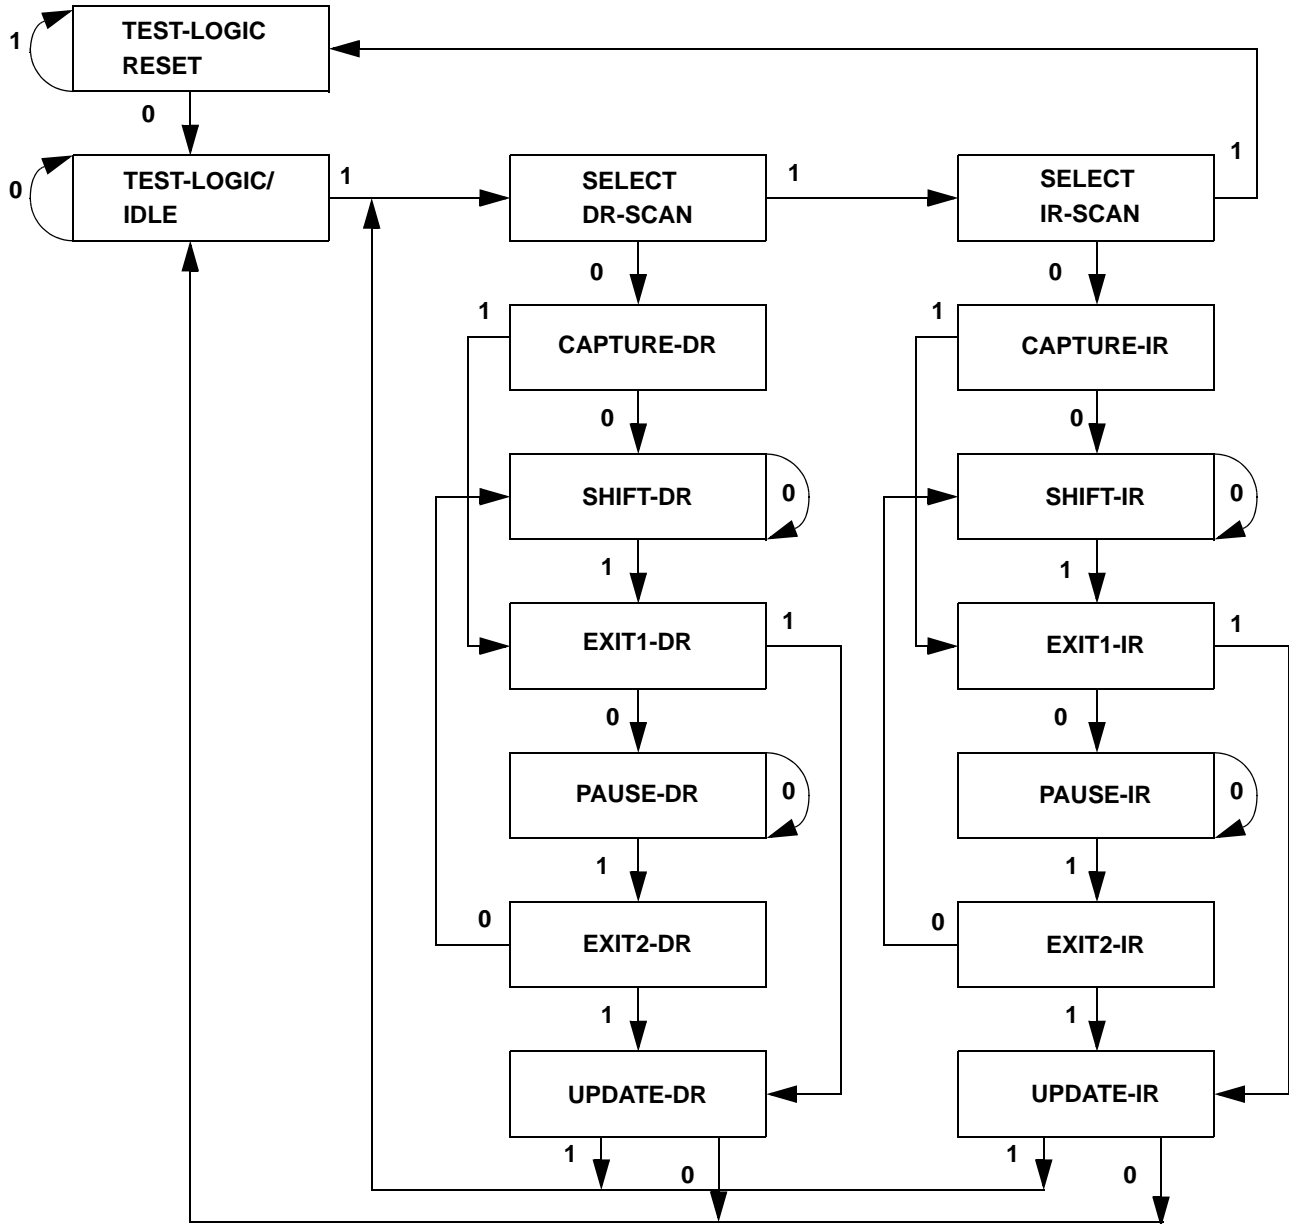 TEST-LOGIC
RESET
1
0
TEST-LOGIC/
IDLE
0
1
SELECT
DR-SCAN
1
SELECT
IR-SCAN
1
0
0
1
CAPTURE-DR
1
CAPTURE-IR
0
0
SHIFT-DR
0
SHIFT-IR
0
1
1
EXIT1-DR
1
EXIT1-IR
1
0
0
PAUSE-DR
0
PAUSE-IR
0
1
1
0
EXIT2-DR
0
EXIT2-IR
1
1
UPDATE-DR
UPDATE-IR
1
0
1
0